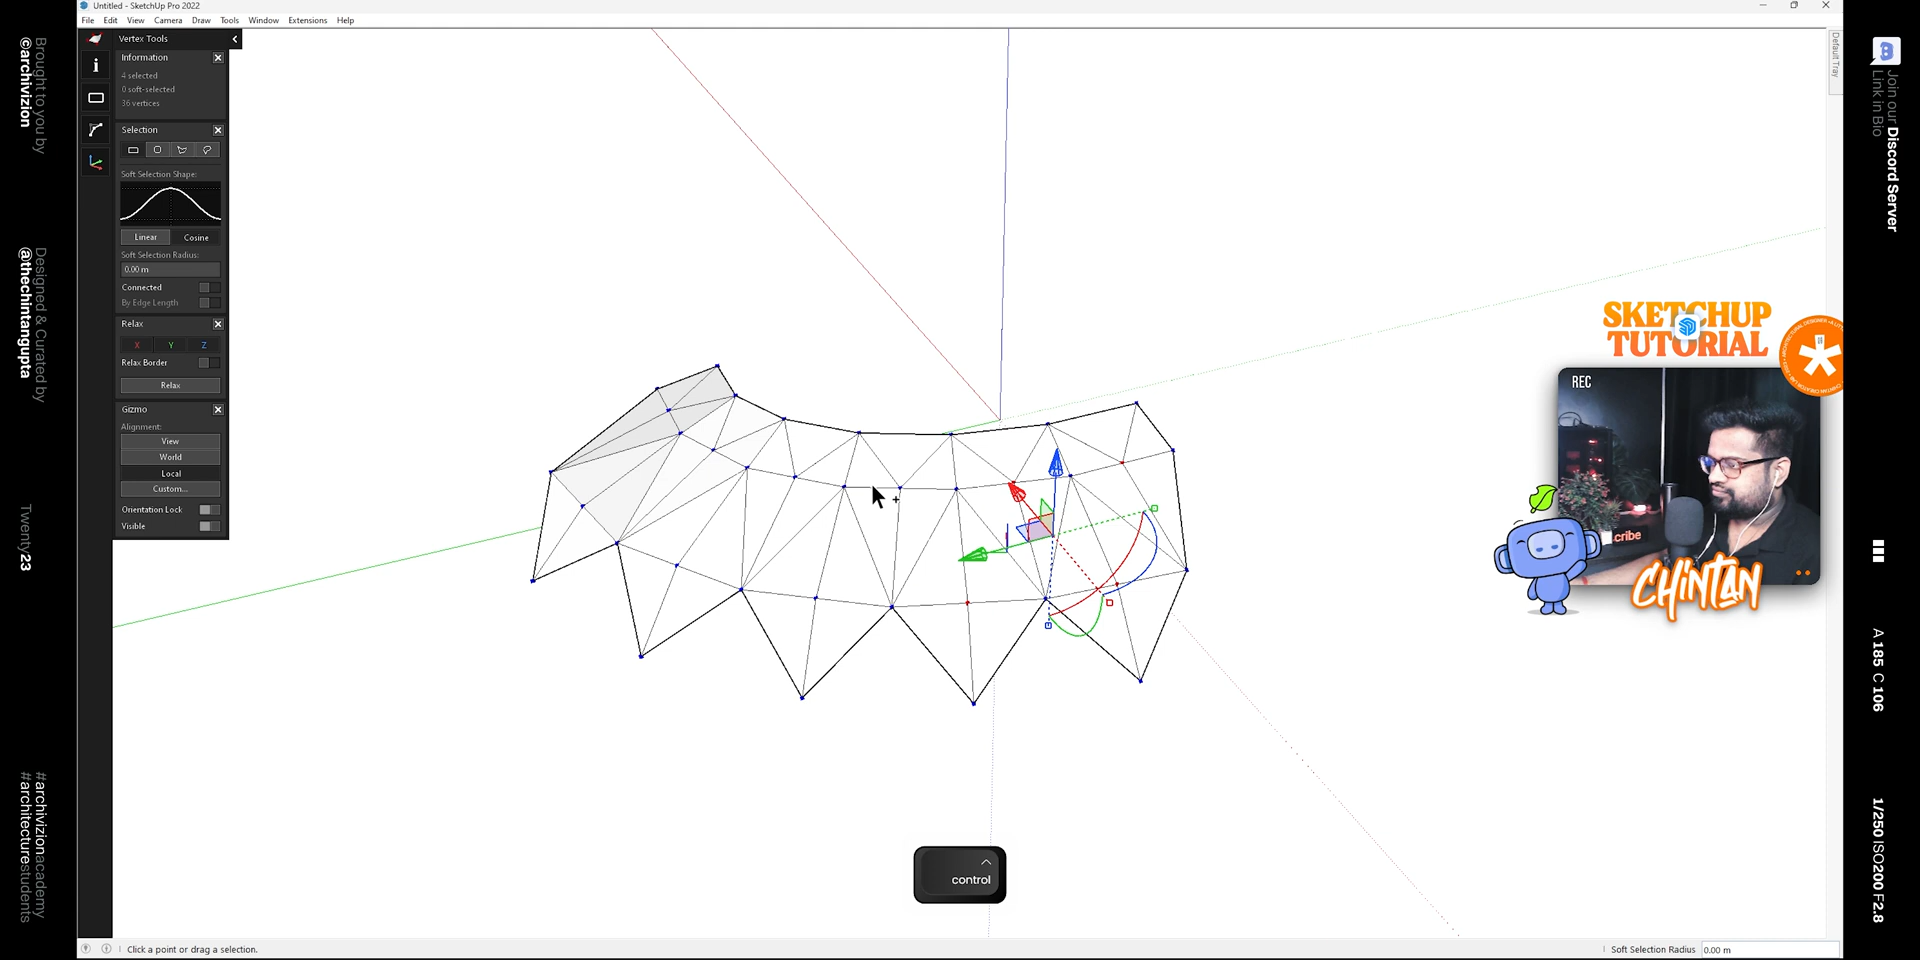 Untitled - SketchUp Pro 2022
File Edit View Camera Draw Tools Window Extensions Help
Vertex Tools
Information
4 selected
0 soft-selected
36 vertices
Selection
Soft Selection Shape:
Linear Cosine
Soft Selection Radius:
0.00 m
Connected
By Edge Length
Relax
X Y Z
Relax Border
Relax
Gizmo
Alignment:
View
World
Local
Custom...
Orientation Lock
Visible
Default Tray
Brought to you by
@archivizion
Designed & Curated by
@thechintangupta
Twenty23
#archivizionacademy
#architecturestudents
Join our Discord Server
Link in Bio
SKETCHUP
TUTORIAL
REC
cribe
CHINTAN
A 185 C 106
1/250 ISO200 F2.8
control
Click a point or drag a selection.
Soft Selection Radius 0.00 m